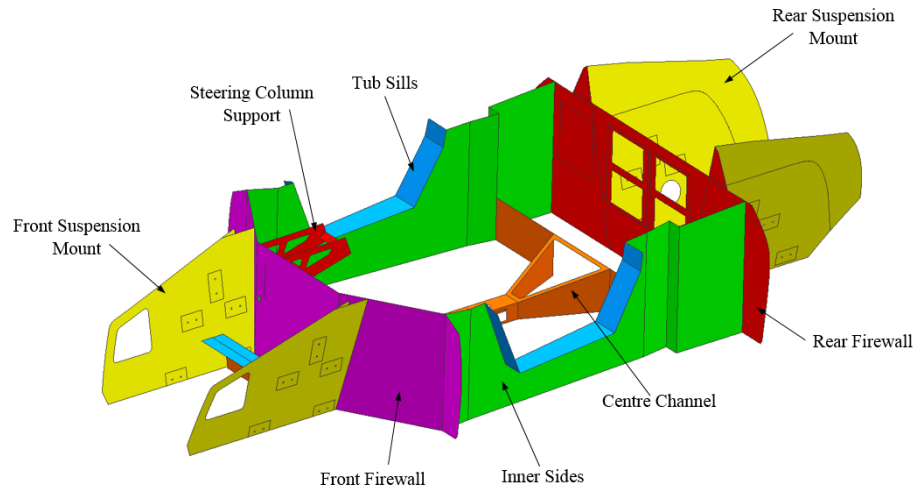 Rear Suspension
Mount
Tub Sills
Steering Column
Support
Front Suspension
Mount
Rear Firewall
Centre Channel
Inner Sides
Front Firewall